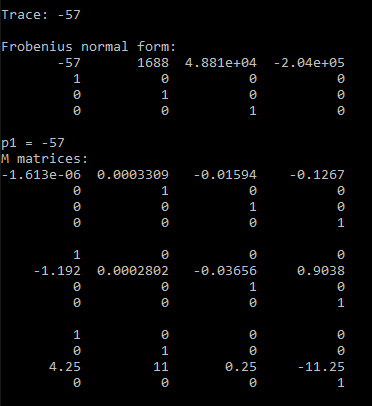 Trace: -57
Frobenius normal form:
-57 1688 4.881e+04 -2.04e+05
1 0 0 0
0 1 0 0
0 0 1 0
p1 = -57
M matrices:
-1.613e-06 0.0003309 -0.01594 -0.1267
0 1 0 0
0 0 1 0
0 0 0 1
1 0 0 0
-1.192 0.0002802 -0.03656 0.9038
0 0 1 0
0 0 0 1
1 0 0 0
0 1 0 0
4.25 11 0.25 -11.25
0 0 0 1